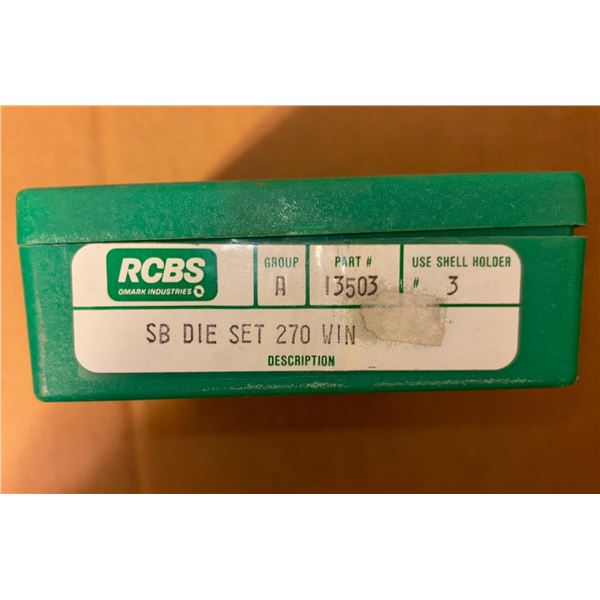 RCBS
OMARK INDUSTRIES
GROUP
A
PART #
13503
USE SHELL HOLDER
# 3
SB DIE SET 270 WIN
DESCRIPTION